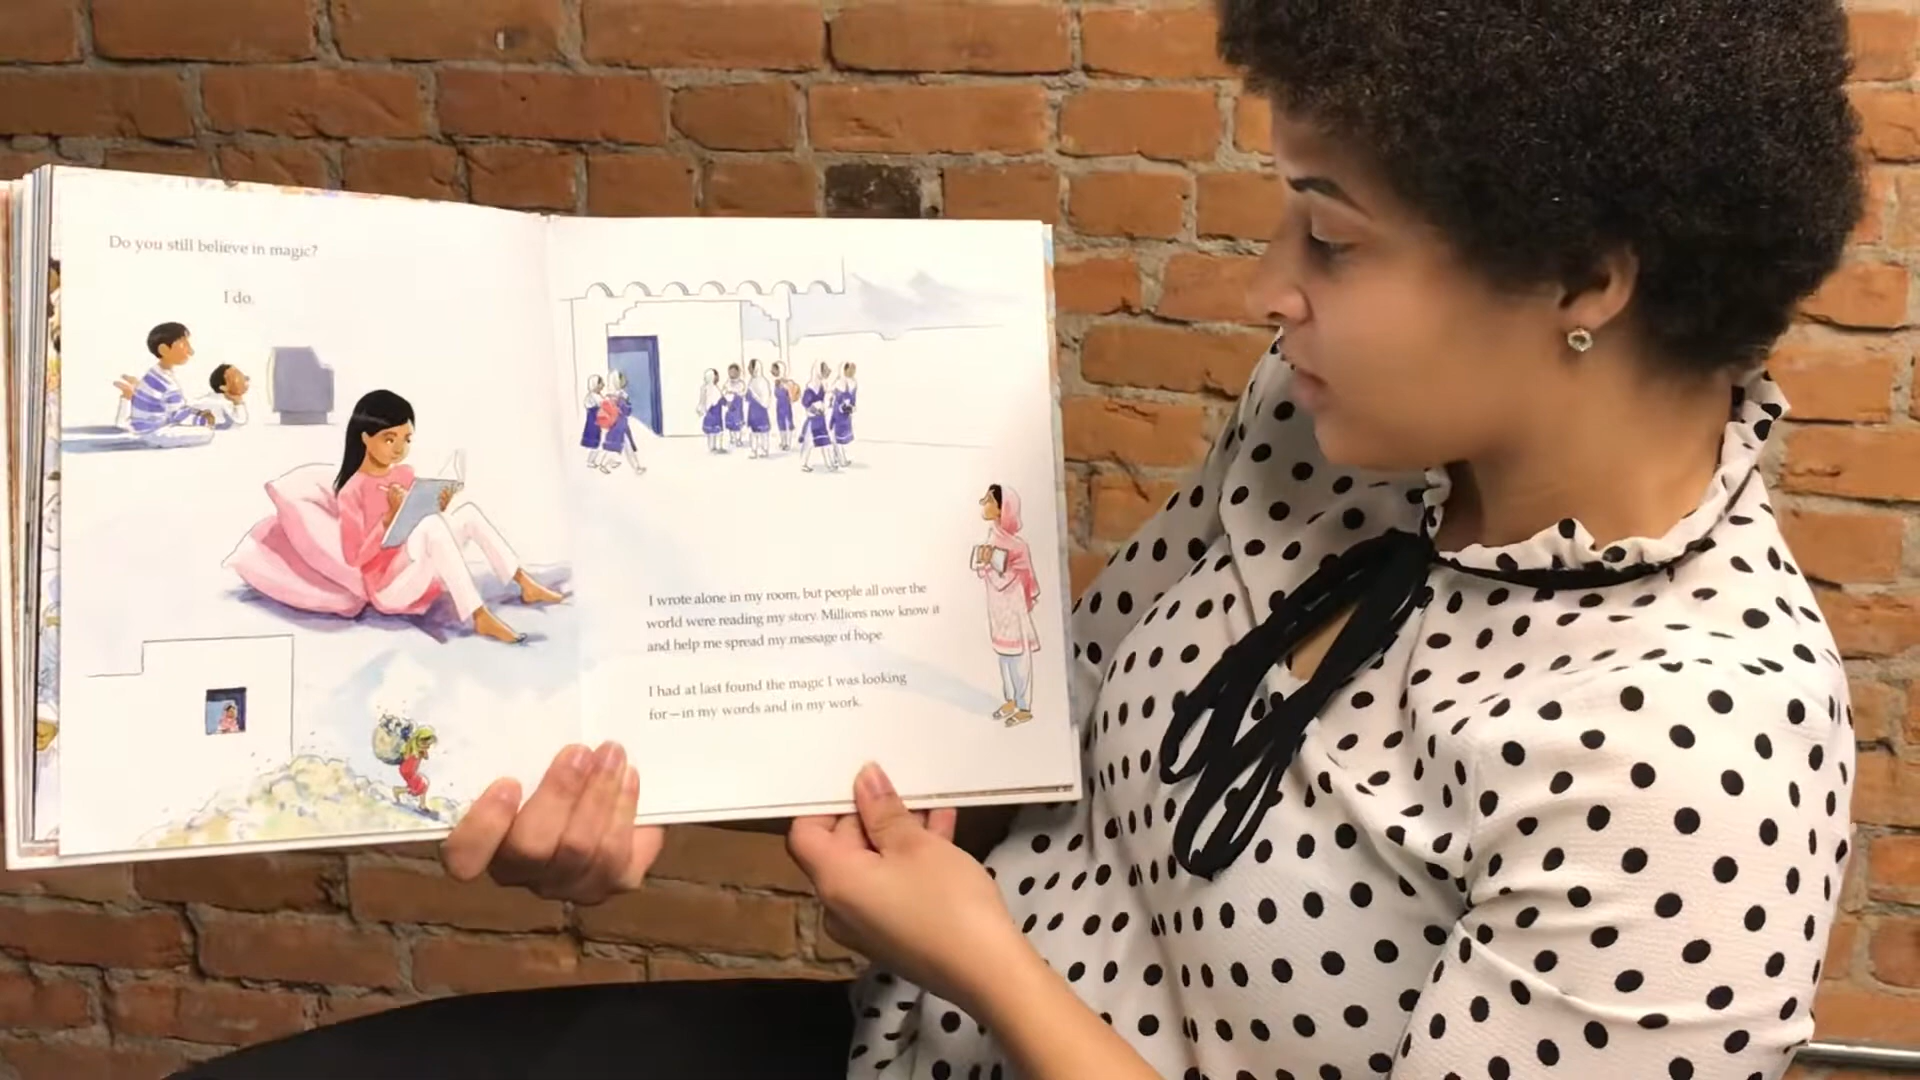 Do you still believe in magic?
I do.
I wrote alone in my room, but people all over the
world were reading my story. Millions now know it
and help me spread my message of hope.
I had at last found the magic I was looking
for—in my words and in my work.